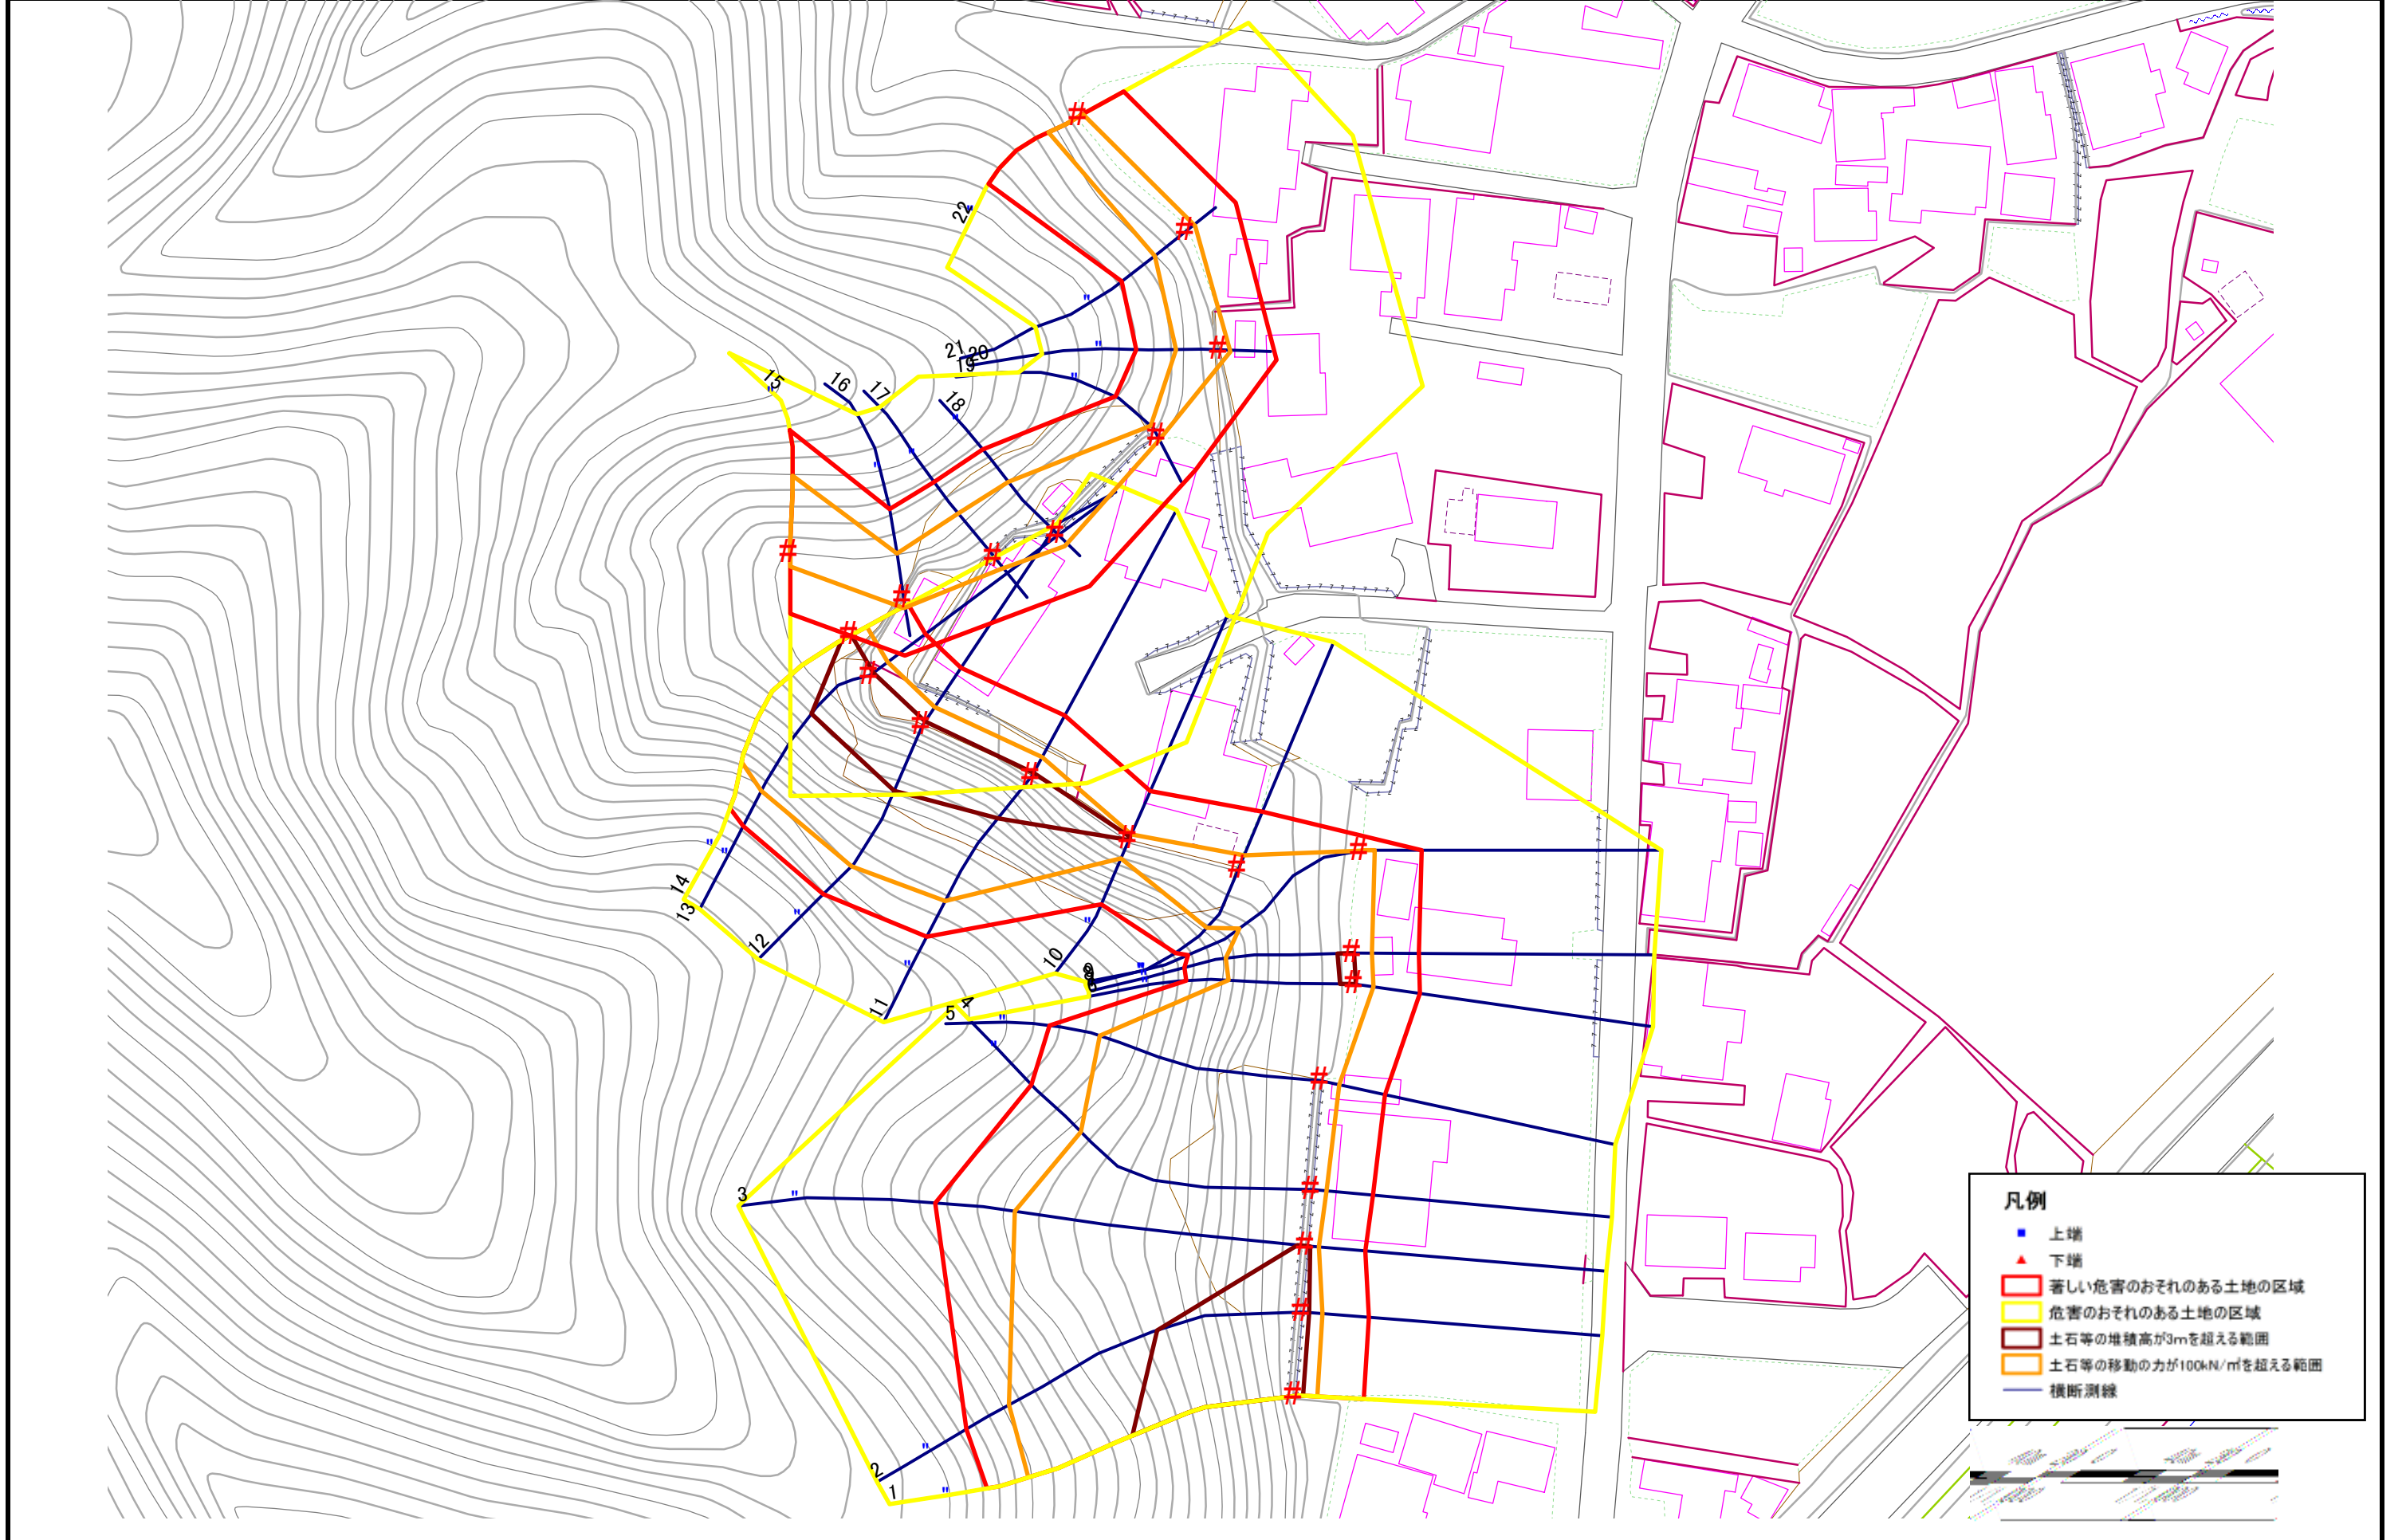 22
21 20
19
15
16
17
18
14
13
12
11
10
9
5
4
3
2
1
凡例
上端
下端
著しい危害のおそれのある土地の区域
危害のおそれのある土地の区域
土石等の堆積高が3mを超える範囲
土石等の移動の力が100kN/㎡を超える範囲
横断測線